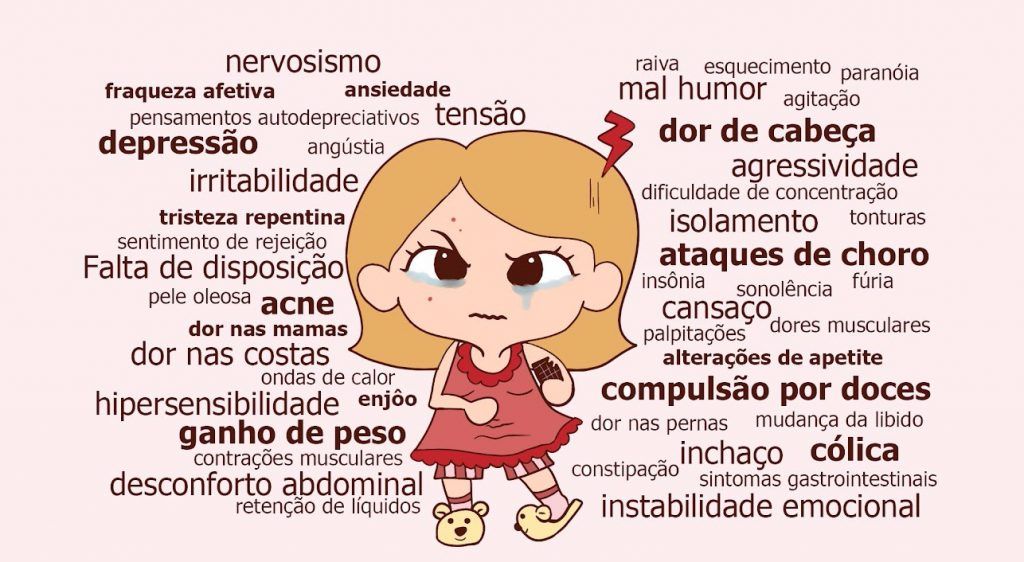 nervosismo
fraqueza afetiva
ansiedade
pensamentos autodepreciativos
tensão
depressão
angústia
irritabilidade
tristeza repentina
sentimento de rejeição
Falta de disposição
pele oleosa
acne
dor nas mamas
dor nas costas
ondas de calor
hipersensibilidade
enjôo
ganho de peso
contrações musculares
desconforto abdominal
retenção de líquidos
raiva
esquecimento
paranóia
mal humor
agitação
dor de cabeça
agressividade
dificuldade de concentração
isolamento
tonturas
ataques de choro
insônia
sonolência
fúria
cansaço
palpitações
dores musculares
alterações de apetite
compulsão por doces
dor nas pernas
mudança da libido
inchaço
cólica
constipação
sintomas gastrointestinais
instabilidade emocional